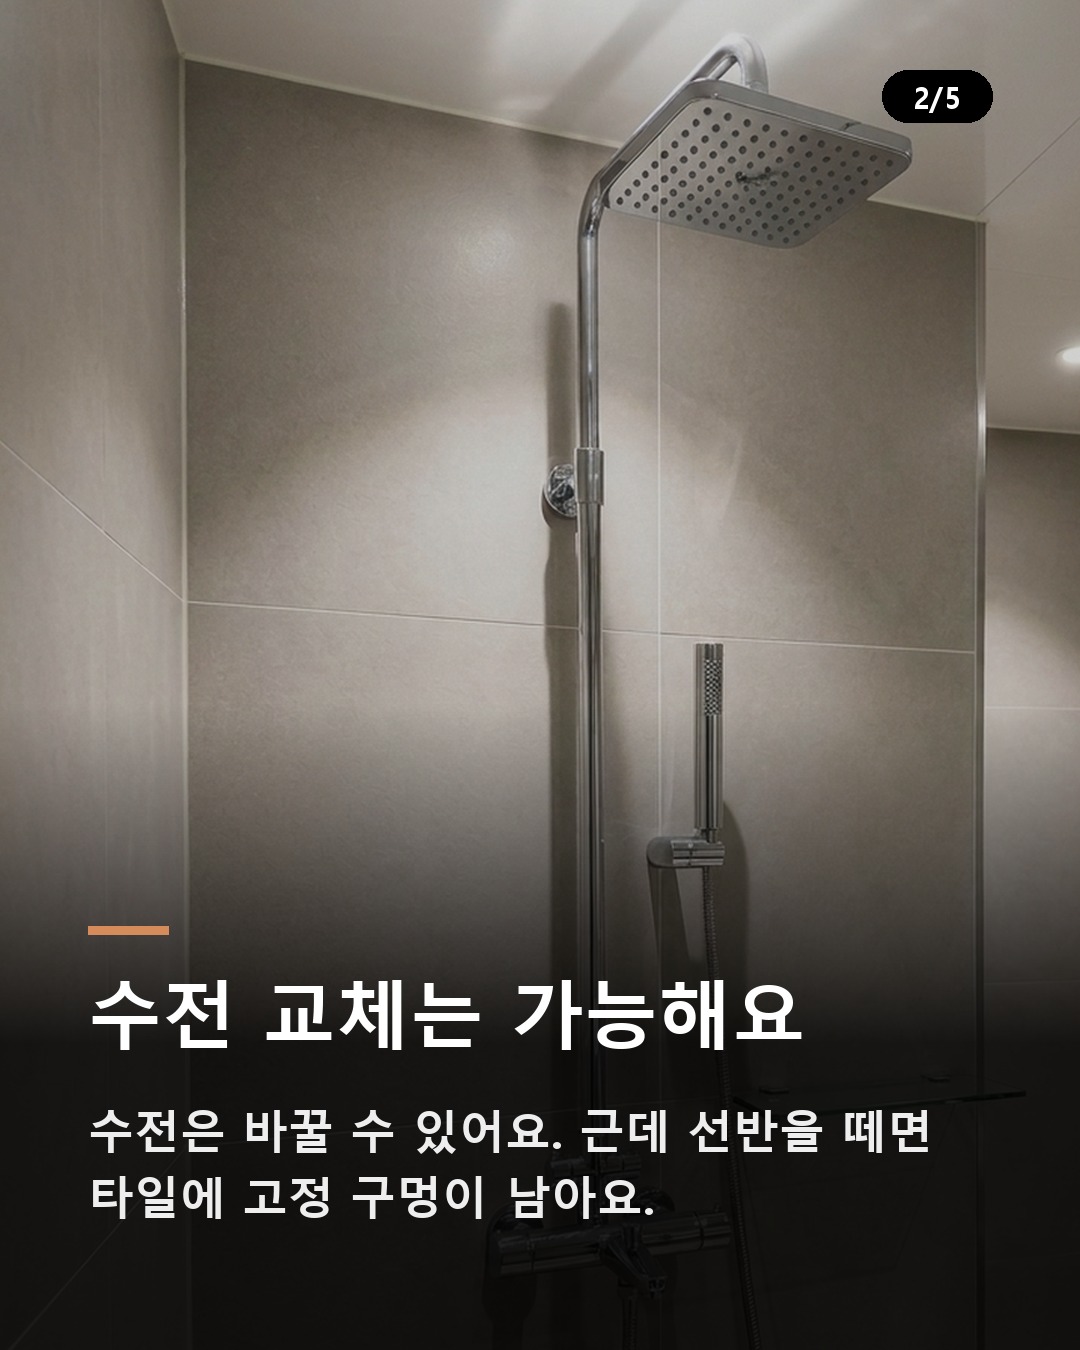 2/5
수전 교체는 가능해요
수전은 바꿀 수 있어요. 근데 선반을 떼면
타일에 고정 구멍이 남아요.